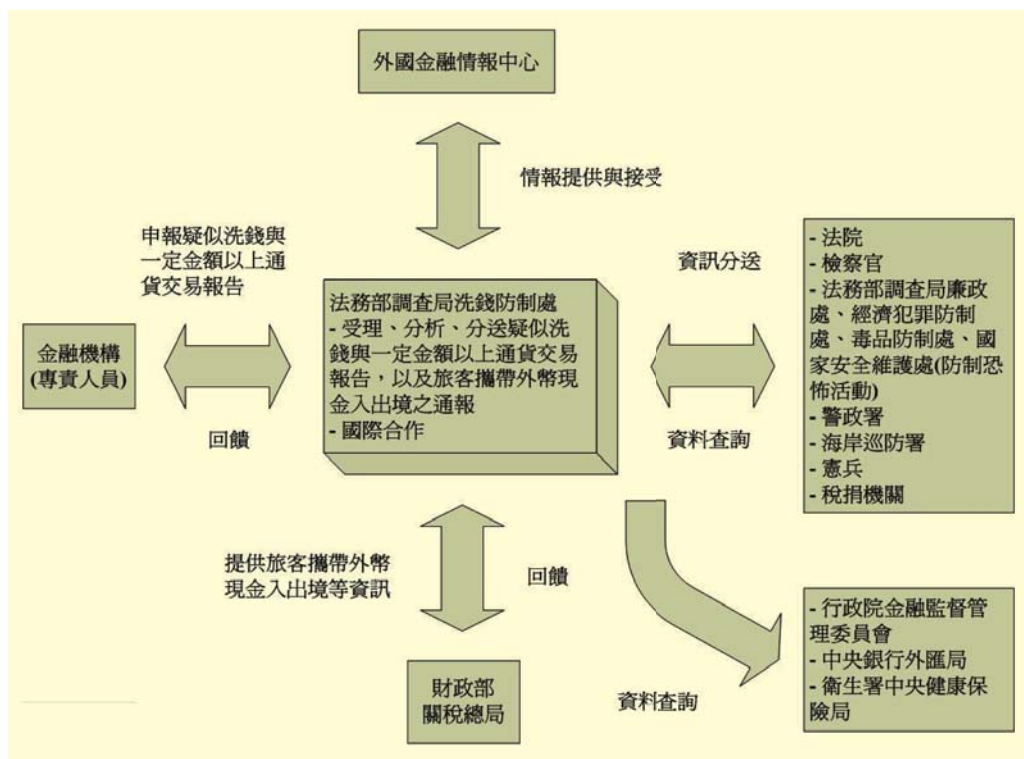 外國金融情報中心
情報提供與接受
申報疑似洗錢與
一定金額以上通
貨交易報告
金融機構
(專責人員)
回饋
法務部調查局洗錢防制處
- 受理、分析、分送疑似洗
錢與一定金額以上通貨交易
報告，以及旅客攜帶外幣現
金入出境之通報
- 國際合作
資訊分送
資料查詢
- 法院
- 檢察官
- 法務部調查局廉政
處、經濟犯罪防制
處、毒品防制處、國
家安全維護處(防制恐
怖活動)
- 警政署
- 海岸巡防署
- 憲兵
- 稅捐機關
提供旅客攜帶外幣
現金入出境等資訊
回饋
財政部
關稅總局
資料查詢
- 行政院金融監督管
理委員會
- 中央銀行外匯局
- 衛生署中央健康保
險局